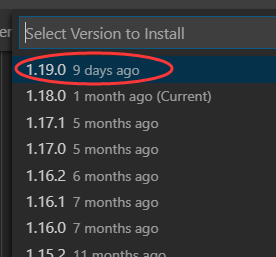 er
Select Version to Install
1.19.0 9 days ago
1.18.0 1 month ago (Current)
1.17.1 5 months ago
1.17.0 5 months ago
1.16.2 6 months ago
1.16.1 7 months ago
1.16.0 7 months ago
1.15.2 11 months ago